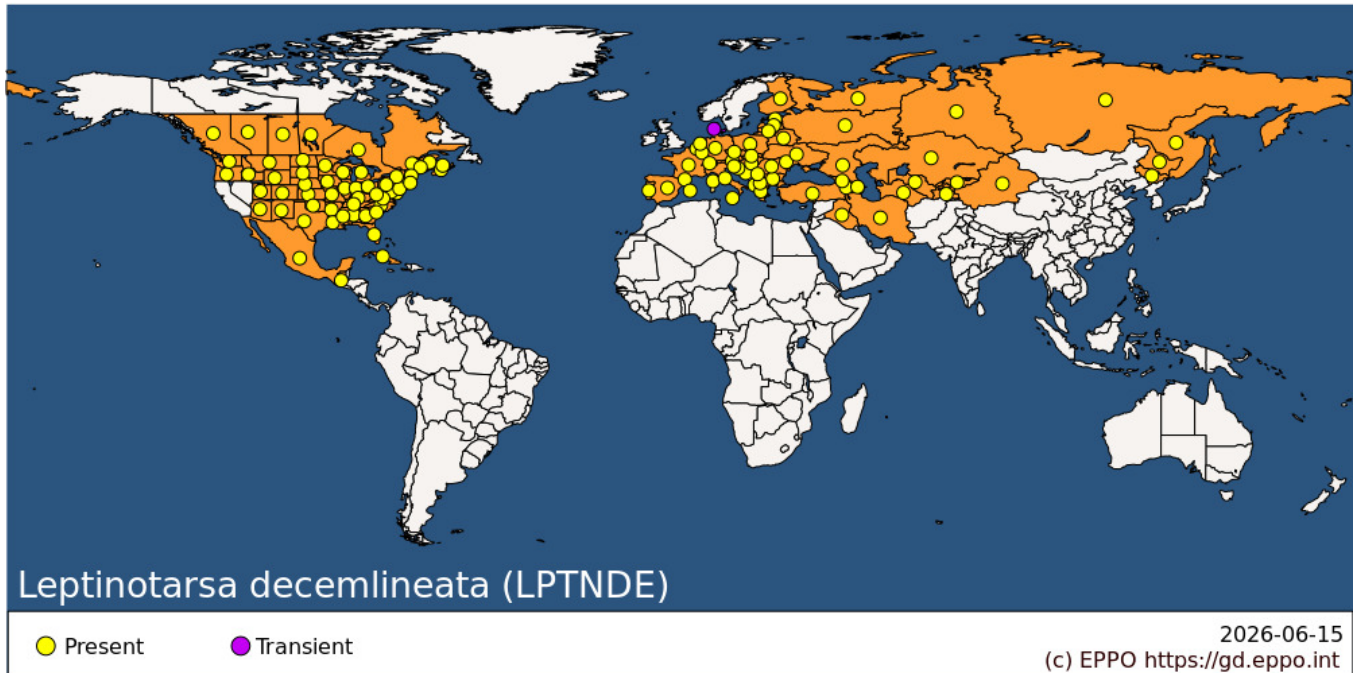 Leptinotarsa decemlineata (LPTNDE)
Present
Transient
2026-06-15
(c) EPPO https://gd.eppo.int